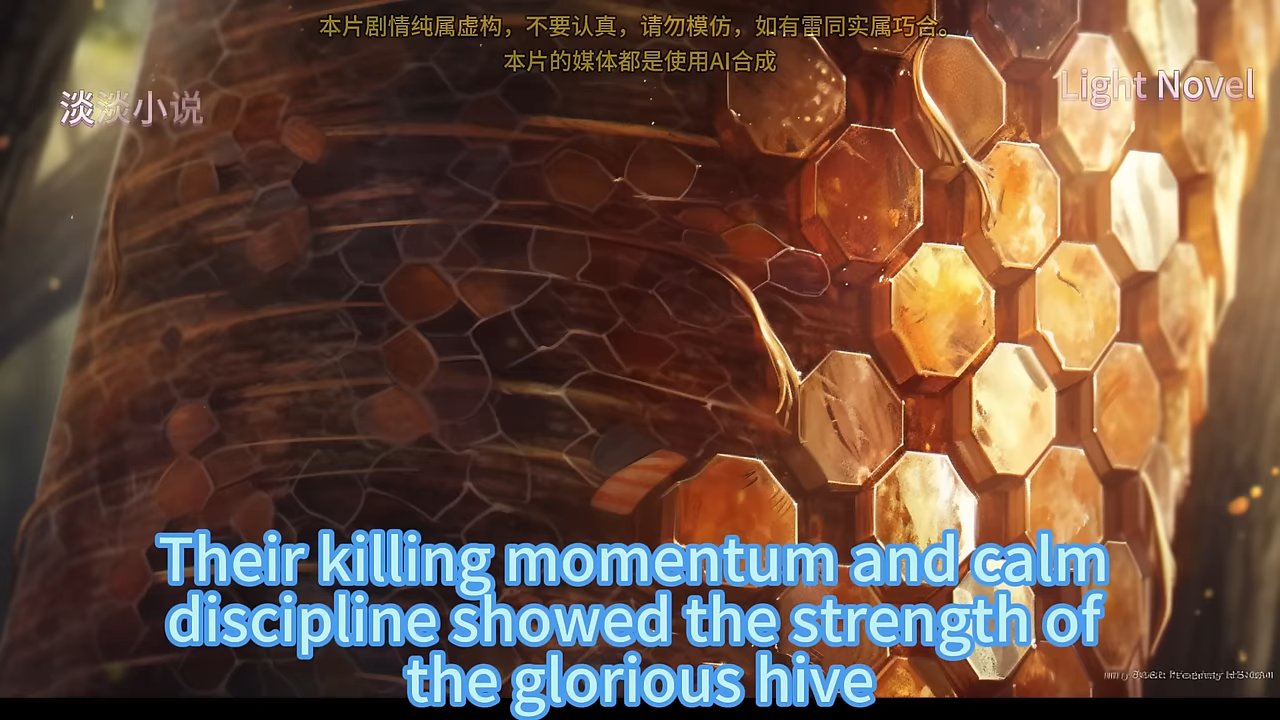 本片剧情纯属虚构，不要认真，请勿模仿，如有雷同实属巧合。
本片的媒体都是使用AI合成
淡淡小说
Light Novel
Their killing momentum and calm
discipline showed the strength of
the glorious hive